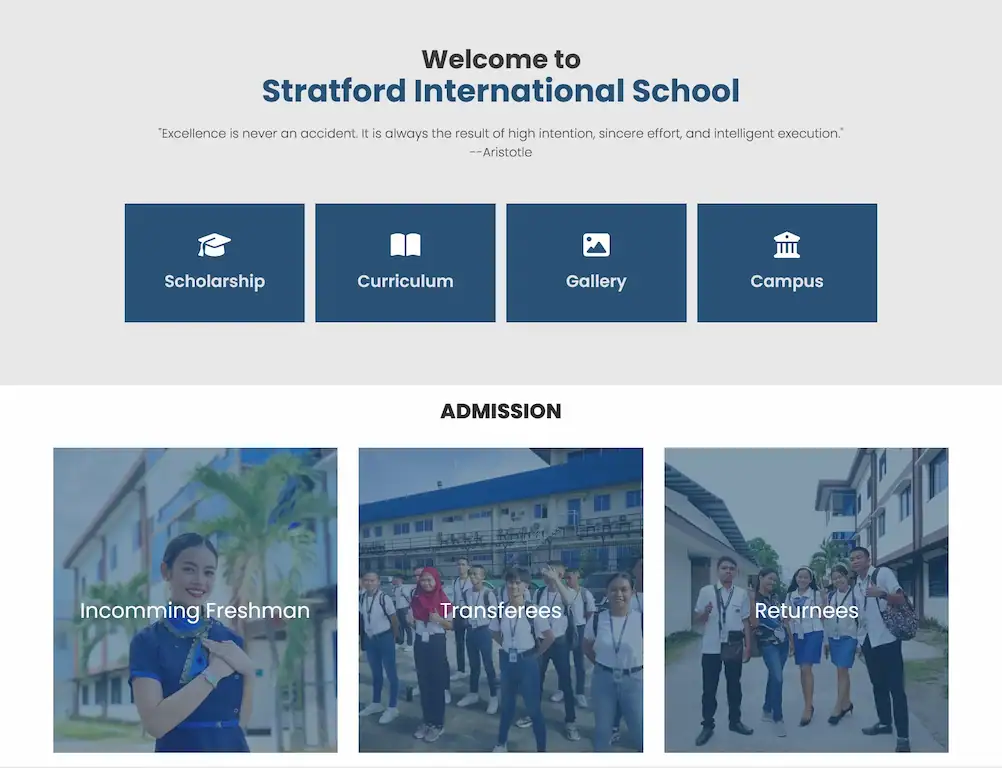 Welcome to
Stratford International School
"Excellence is never an accident. It is always the result of high intention, sincere effort, and intelligent execution."
--Aristotle
Scholarship
Curriculum
Gallery
Campus
ADMISSION
Incomming Freshman
Transferees
Returnees